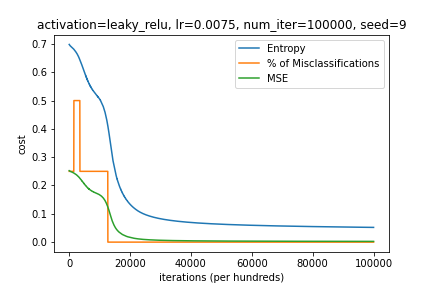 activation=leaky_relu, lr=0.0075, num_iter=100000, seed=9
Entropy
% of Misclassifications
MSE
cost
0.7
0.6
0.5
0.4
0.3
0.2
0.1
0.0
0 20000 40000 60000 80000 100000
iterations (per hundreds)